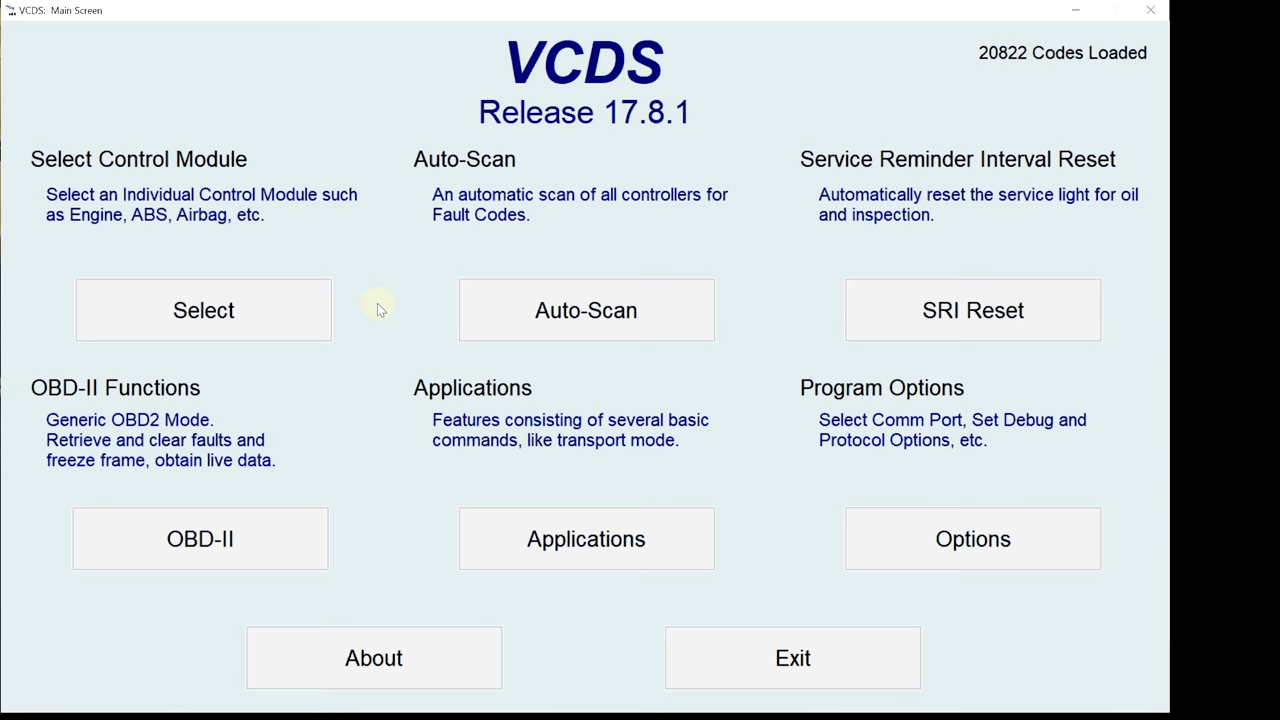 VCDS: Main Screen
VCDS
Release 17.8.1
20822 Codes Loaded
Select Control Module
Select an Individual Control Module such
as Engine, ABS, Airbag, etc.
Select
Auto-Scan
An automatic scan of all controllers for
Fault Codes.
Auto-Scan
Service Reminder Interval Reset
Automatically reset the service light for oil
and inspection.
SRI Reset
OBD-II Functions
Generic OBD2 Mode.
Retrieve and clear faults and
freeze frame, obtain live data.
OBD-II
Applications
Features consisting of several basic
commands, like transport mode.
Applications
Program Options
Select Comm Port, Set Debug and
Protocol Options, etc.
Options
About
Exit